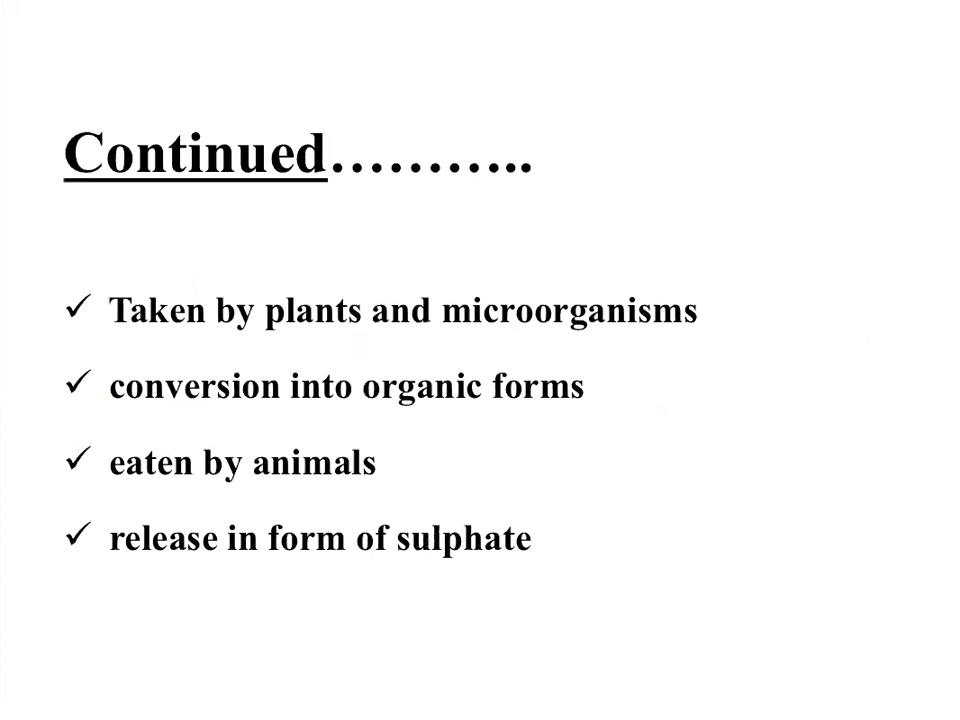 Continued………..
✓ Taken by plants and microorganisms
✓ conversion into organic forms
✓ eaten by animals
✓ release in form of sulphate